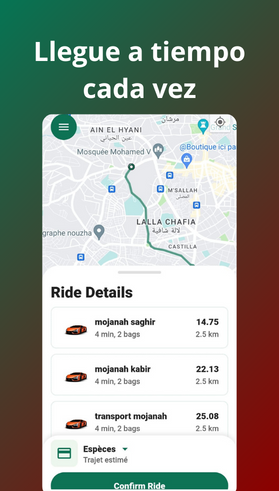 Llegue a tiempo
cada vez
مرشان
AIN EL HYANI
عين الحياني
Mosquée Mohamed V
@Boutique ici pa
M'SALLAH
المصلى
LALLA CHAFIA
لالة شافية
graphe nouzha
CASTILLA
Ride Details
mojanah saghir 14.75
4 min, 2 bags 2.5 km
mojanah kabir 22.13
4 min, 2 bags 2.5 km
transport mojanah 25.08
4 min, 2 bags 2.5 km
Espèces
Trajet estimé
Confirm Ride